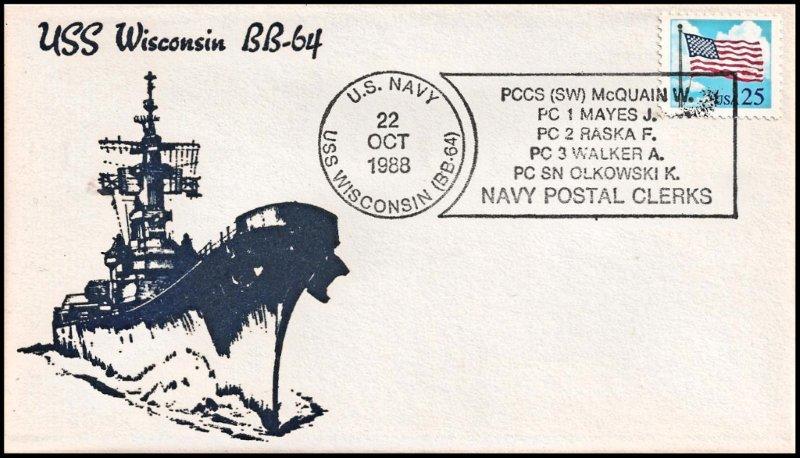 USS Wisconsin BB-64
U.S. NAVY
22
OCT
1988
USS WISCONSIN (BB-64)
PCCS (SW) McQUAIN W.
PC 1 MAYES J.
PC 2 RASKA F.
PC 3 WALKER A.
PC SN OLKOWSKI K.
NAVY POSTAL CLERKS
USA 25